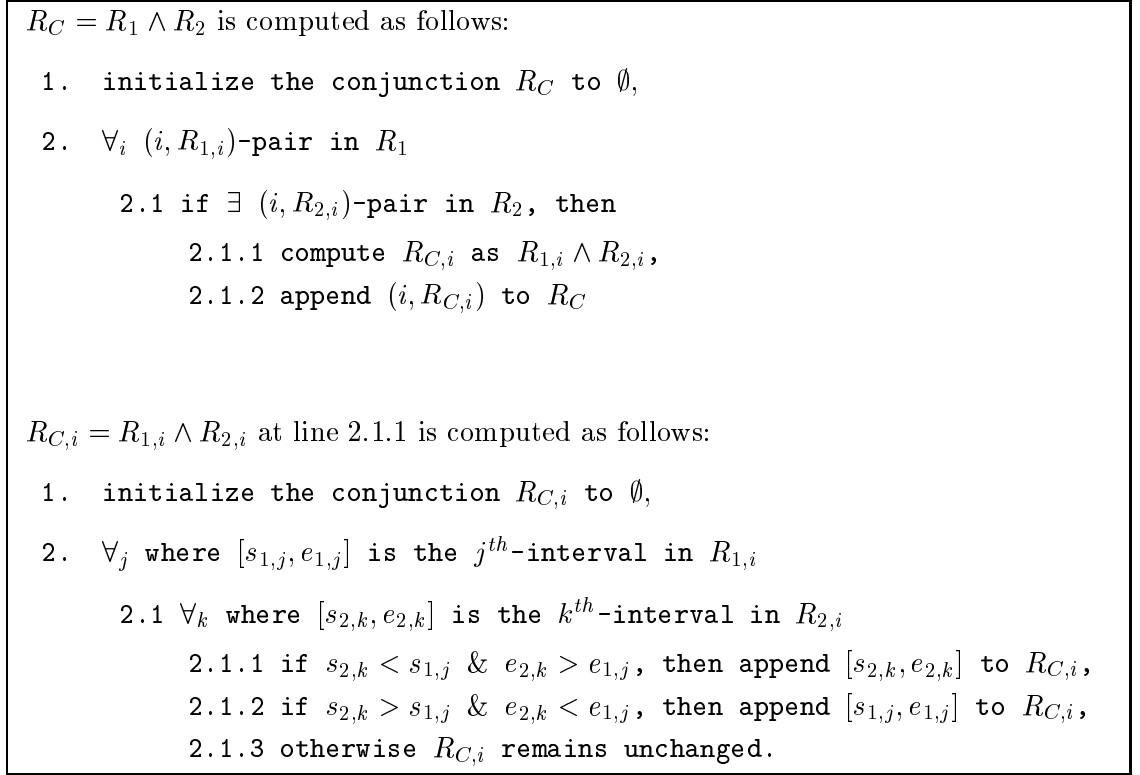 R_C = R_1 ∧ R_2 is computed as follows:
1. initialize the conjunction R_C to ∅,
2. ∀_i (i, R_{1,i})-pair in R_1
2.1 if ∃ (i, R_{2,i})-pair in R_2, then
2.1.1 compute R_{C,i} as R_{1,i} ∧ R_{2,i},
2.1.2 append (i, R_{C,i}) to R_C
R_{C,i} = R_{1,i} ∧ R_{2,i} at line 2.1.1 is computed as follows:
1. initialize the conjunction R_{C,i} to ∅,
2. ∀_j where [s_{1,j}, e_{1,j}] is the j^{th}-interval in R_{1,i}
2.1 ∀_k where [s_{2,k}, e_{2,k}] is the k^{th}-interval in R_{2,i}
2.1.1 if s_{2,k} < s_{1,j} & e_{2,k} > e_{1,j}, then append [s_{2,k}, e_{2,k}] to R_{C,i},
2.1.2 if s_{2,k} > s_{1,j} & e_{2,k} < e_{1,j}, then append [s_{1,j}, e_{1,j}] to R_{C,i},
2.1.3 otherwise R_{C,i} remains unchanged.